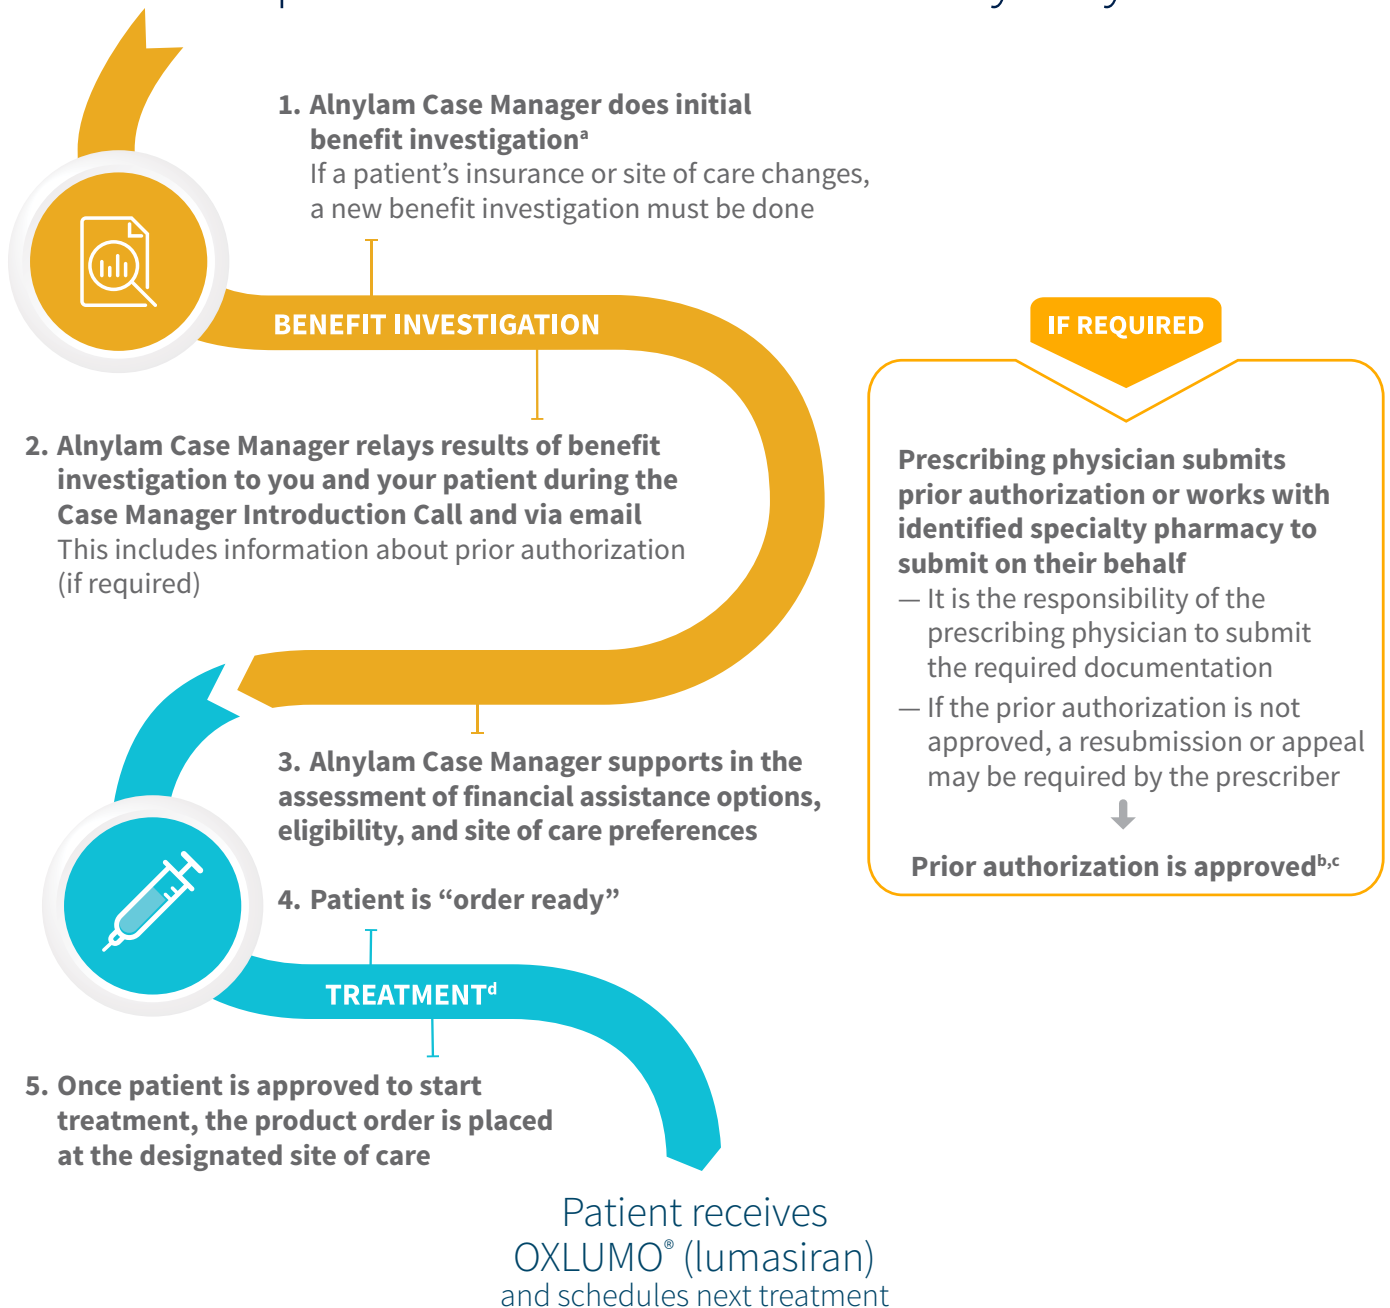 1. Alnylam Case Manager does initial
benefit investigationᵃ
If a patient’s insurance or site of care changes,
a new benefit investigation must be done
BENEFIT INVESTIGATION
2. Alnylam Case Manager relays results of benefit
investigation to you and your patient during the
Case Manager Introduction Call and via email
This includes information about prior authorization
(if required)
IF REQUIRED
Prescribing physician submits
prior authorization or works with
identified specialty pharmacy to
submit on their behalf
— It is the responsibility of the
prescribing physician to submit
the required documentation
— If the prior authorization is not
approved, a resubmission or appeal
may be required by the prescriber
Prior authorization is approvedᵇ,ᶜ
3. Alnylam Case Manager supports in the
assessment of financial assistance options,
eligibility, and site of care preferences
4. Patient is “order ready”
TREATMENTᵈ
5. Once patient is approved to start
treatment, the product order is placed
at the designated site of care
Patient receives
OXLUMO® (lumasiran)
and schedules next treatment